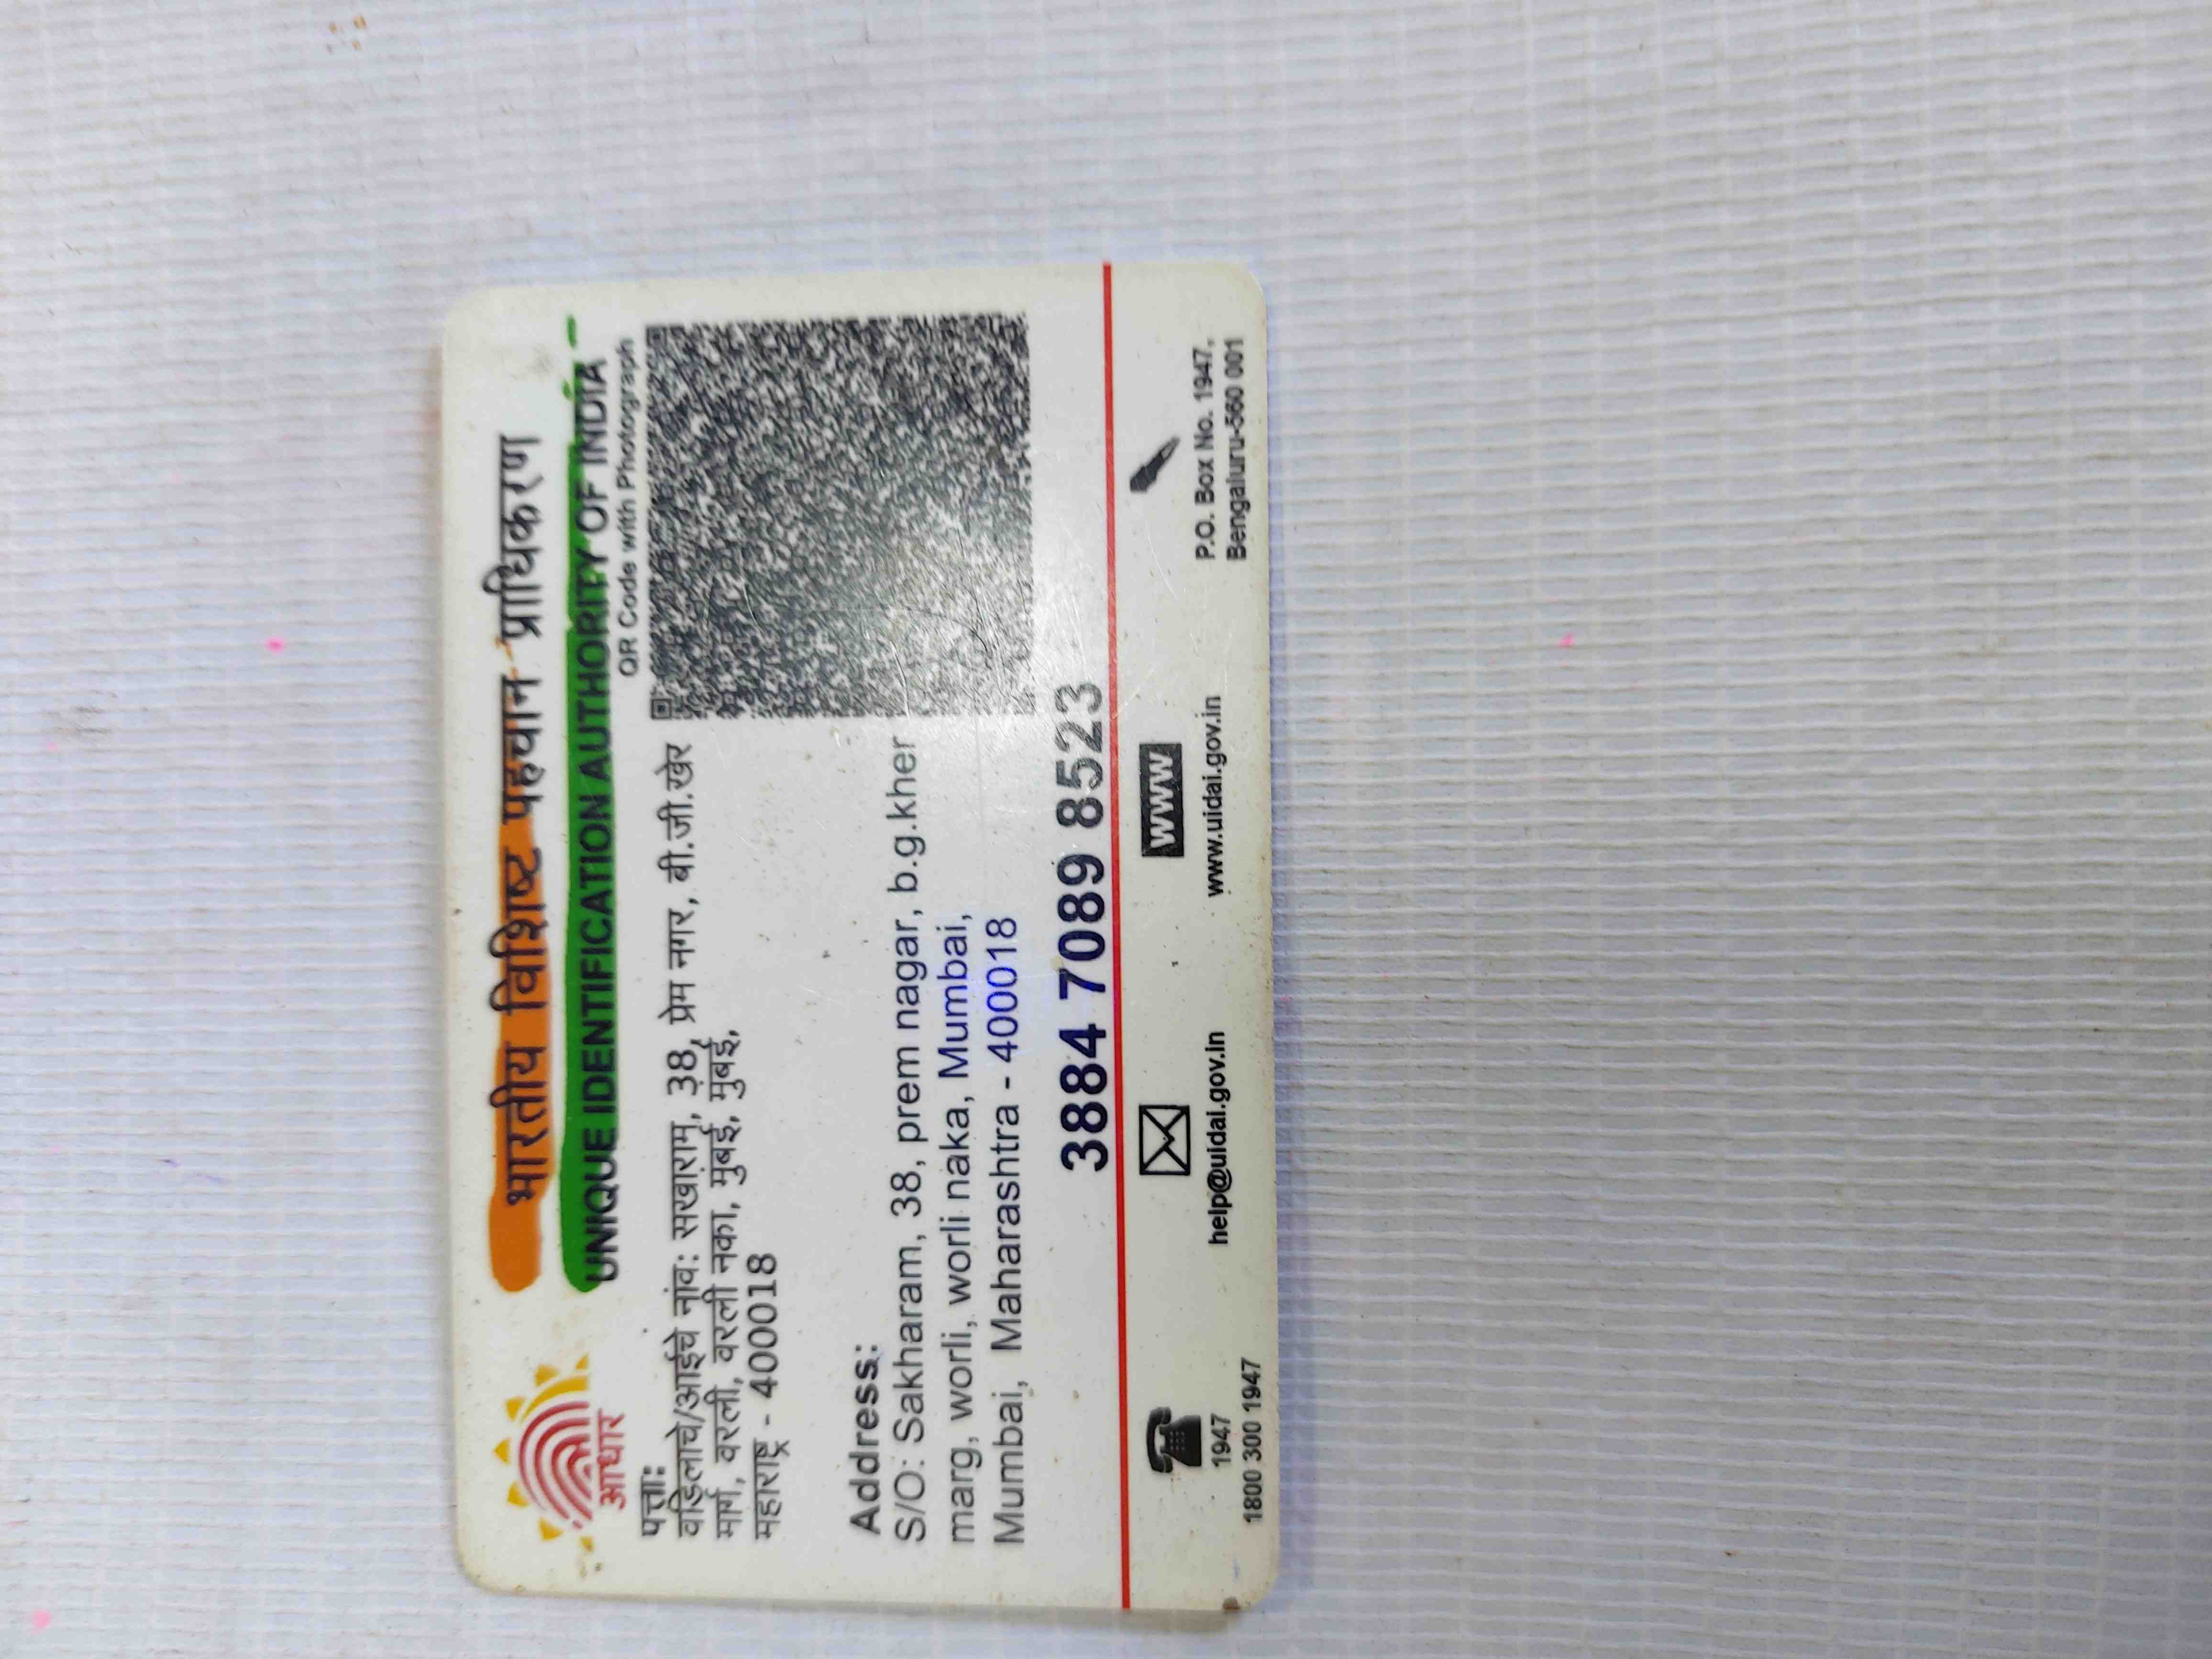 भारतीय विशिष्ट पहचान प्राधिकरण
UNIQUE IDENTIFICATION AUTHORITY OF INDIA
आधार
QR Code with Photograph
पत्ता:
वडिलाचे/आईचे नांव: सखाराम, 38, प्रेम नगर, बी.जी.खेर
मार्ग, वरली, वरली नका, मुंबई, मुंबई,
महाराष्ट्र - 400018
Address:
S/O: Sakharam, 38, prem nagar, b.g.kher
marg, worli, worli naka, Mumbai,
Mumbai, Maharashtra - 400018
3884 7089 8523
1947
1800 300 1947
help@uidai.gov.in
WWW
www.uidai.gov.in
P.O. Box No. 1947,
Bengaluru-560 001